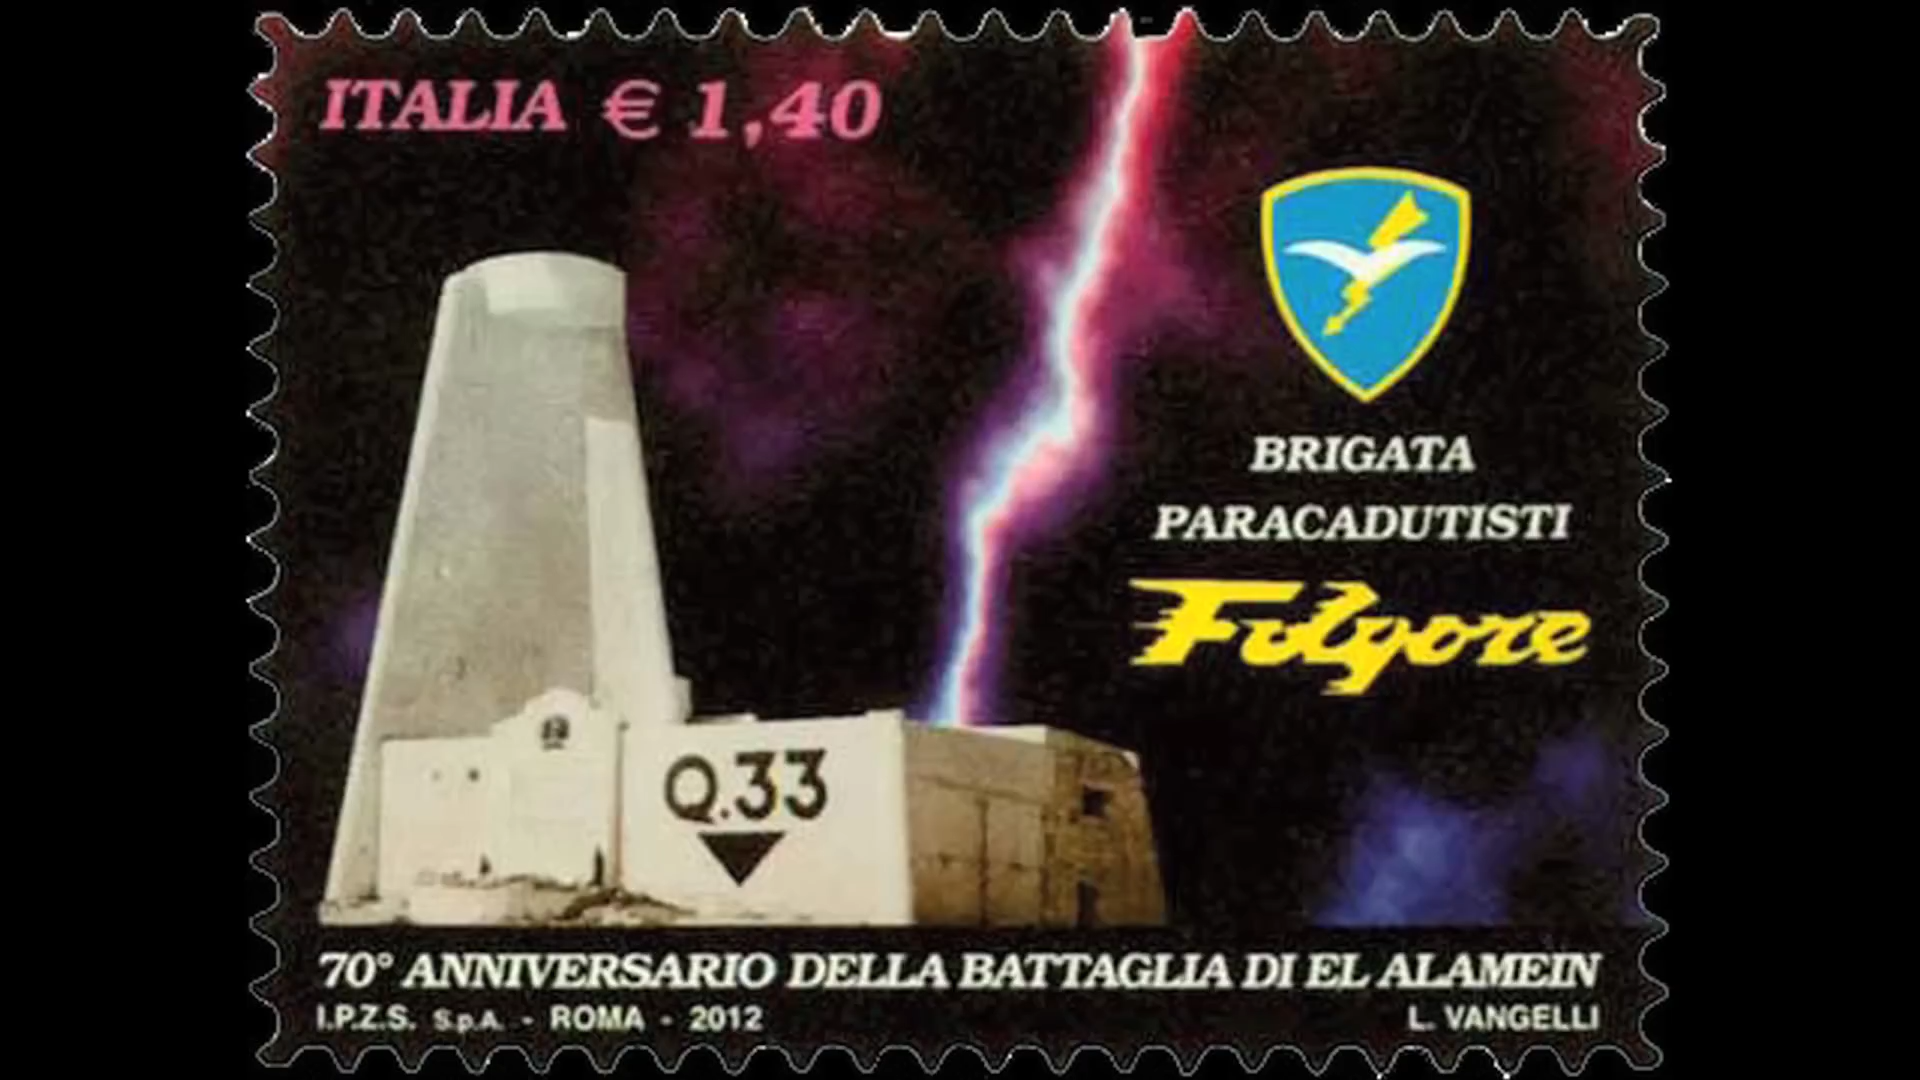 ITALIA € 1,40
BRIGATA
PARACADUTISTI
Folgore
Q.33
70° ANNIVERSARIO DELLA BATTAGLIA DI EL ALAMEIN
I.P.Z.S. S.p.A. - ROMA - 2012
L. VANGELLI